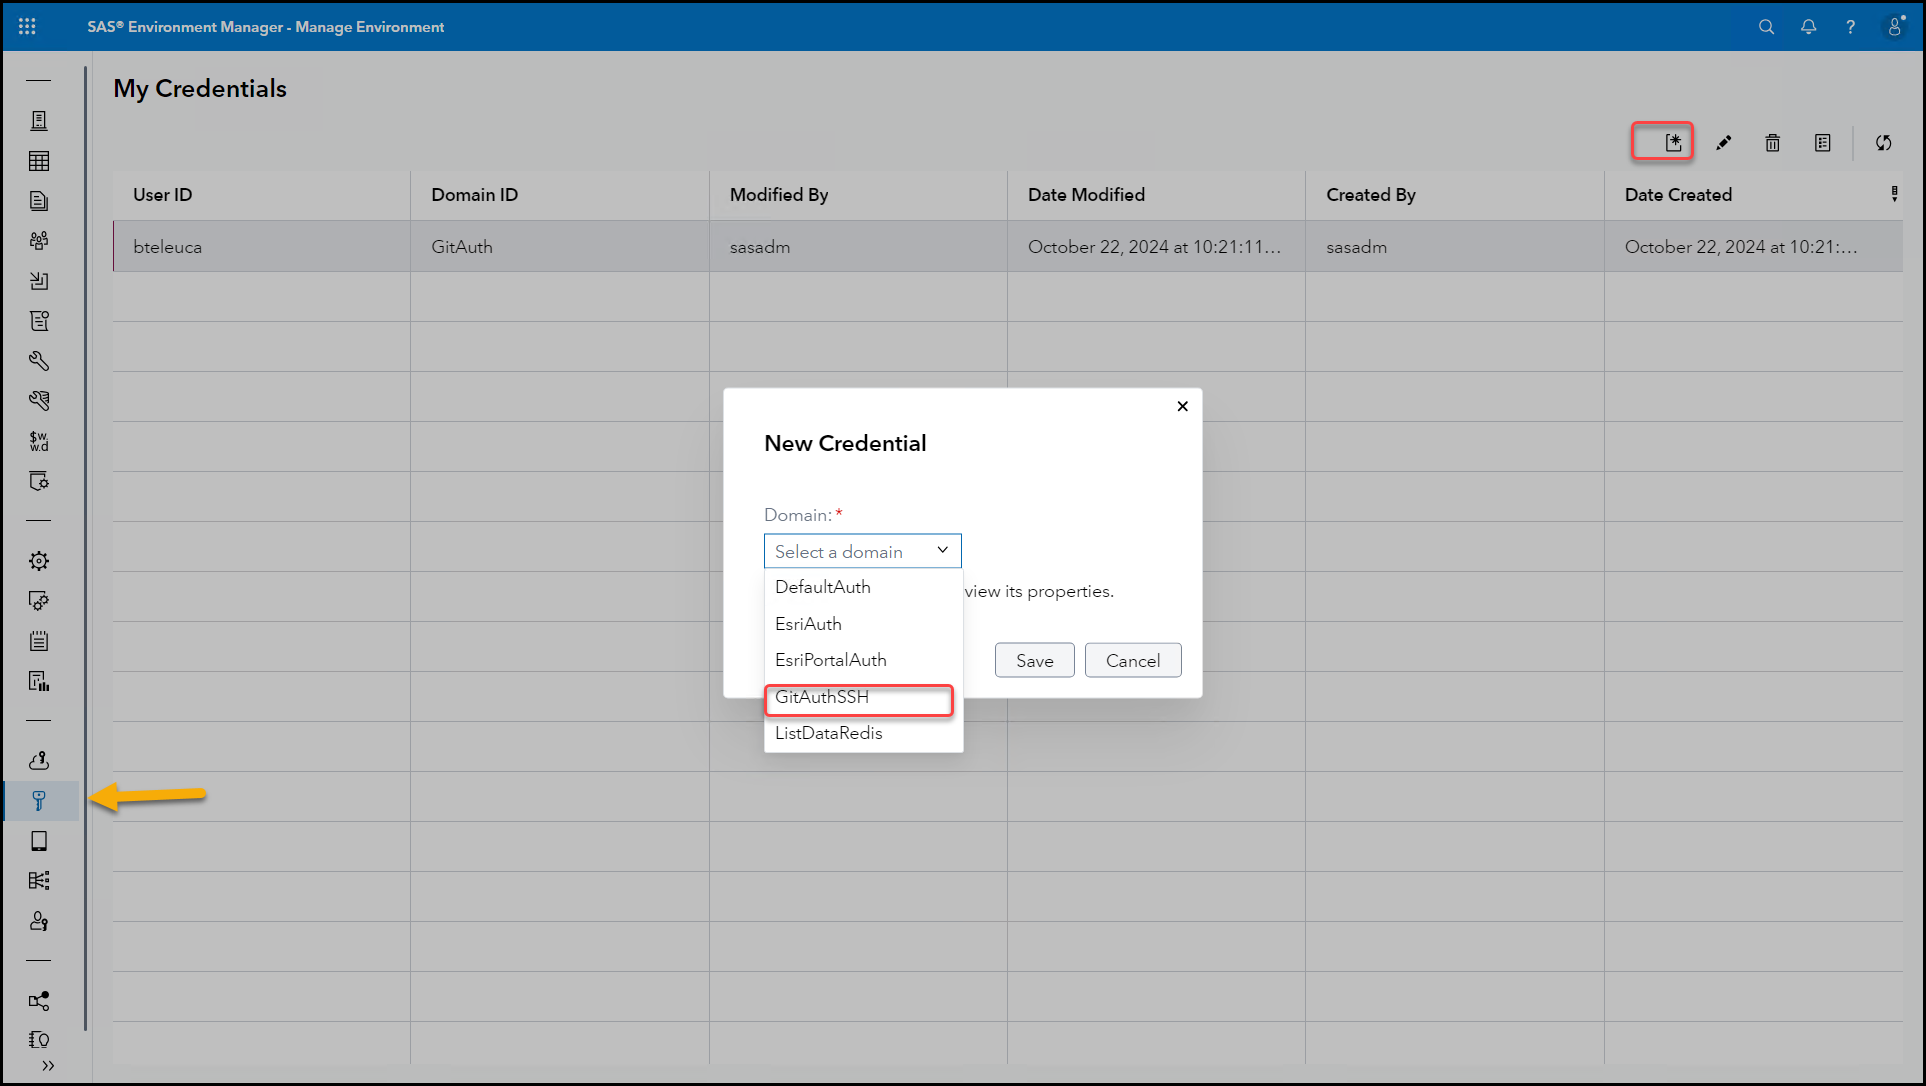 SAS® Environment Manager - Manage Environment
?
My Credentials
User ID Domain ID Modified By Date Modified Created By Date Created
bteleuca GitAuth sasadm October 22, 2024 at 10:21:11... sasadm October 22, 2024 at 10:21:...
$w.
w.d
New Credential
Domain: *
Select a domain
DefaultAuth
view its properties.
EsriAuth
EsriPortalAuth
Save Cancel
GitAuthSSH
ListDataRedis